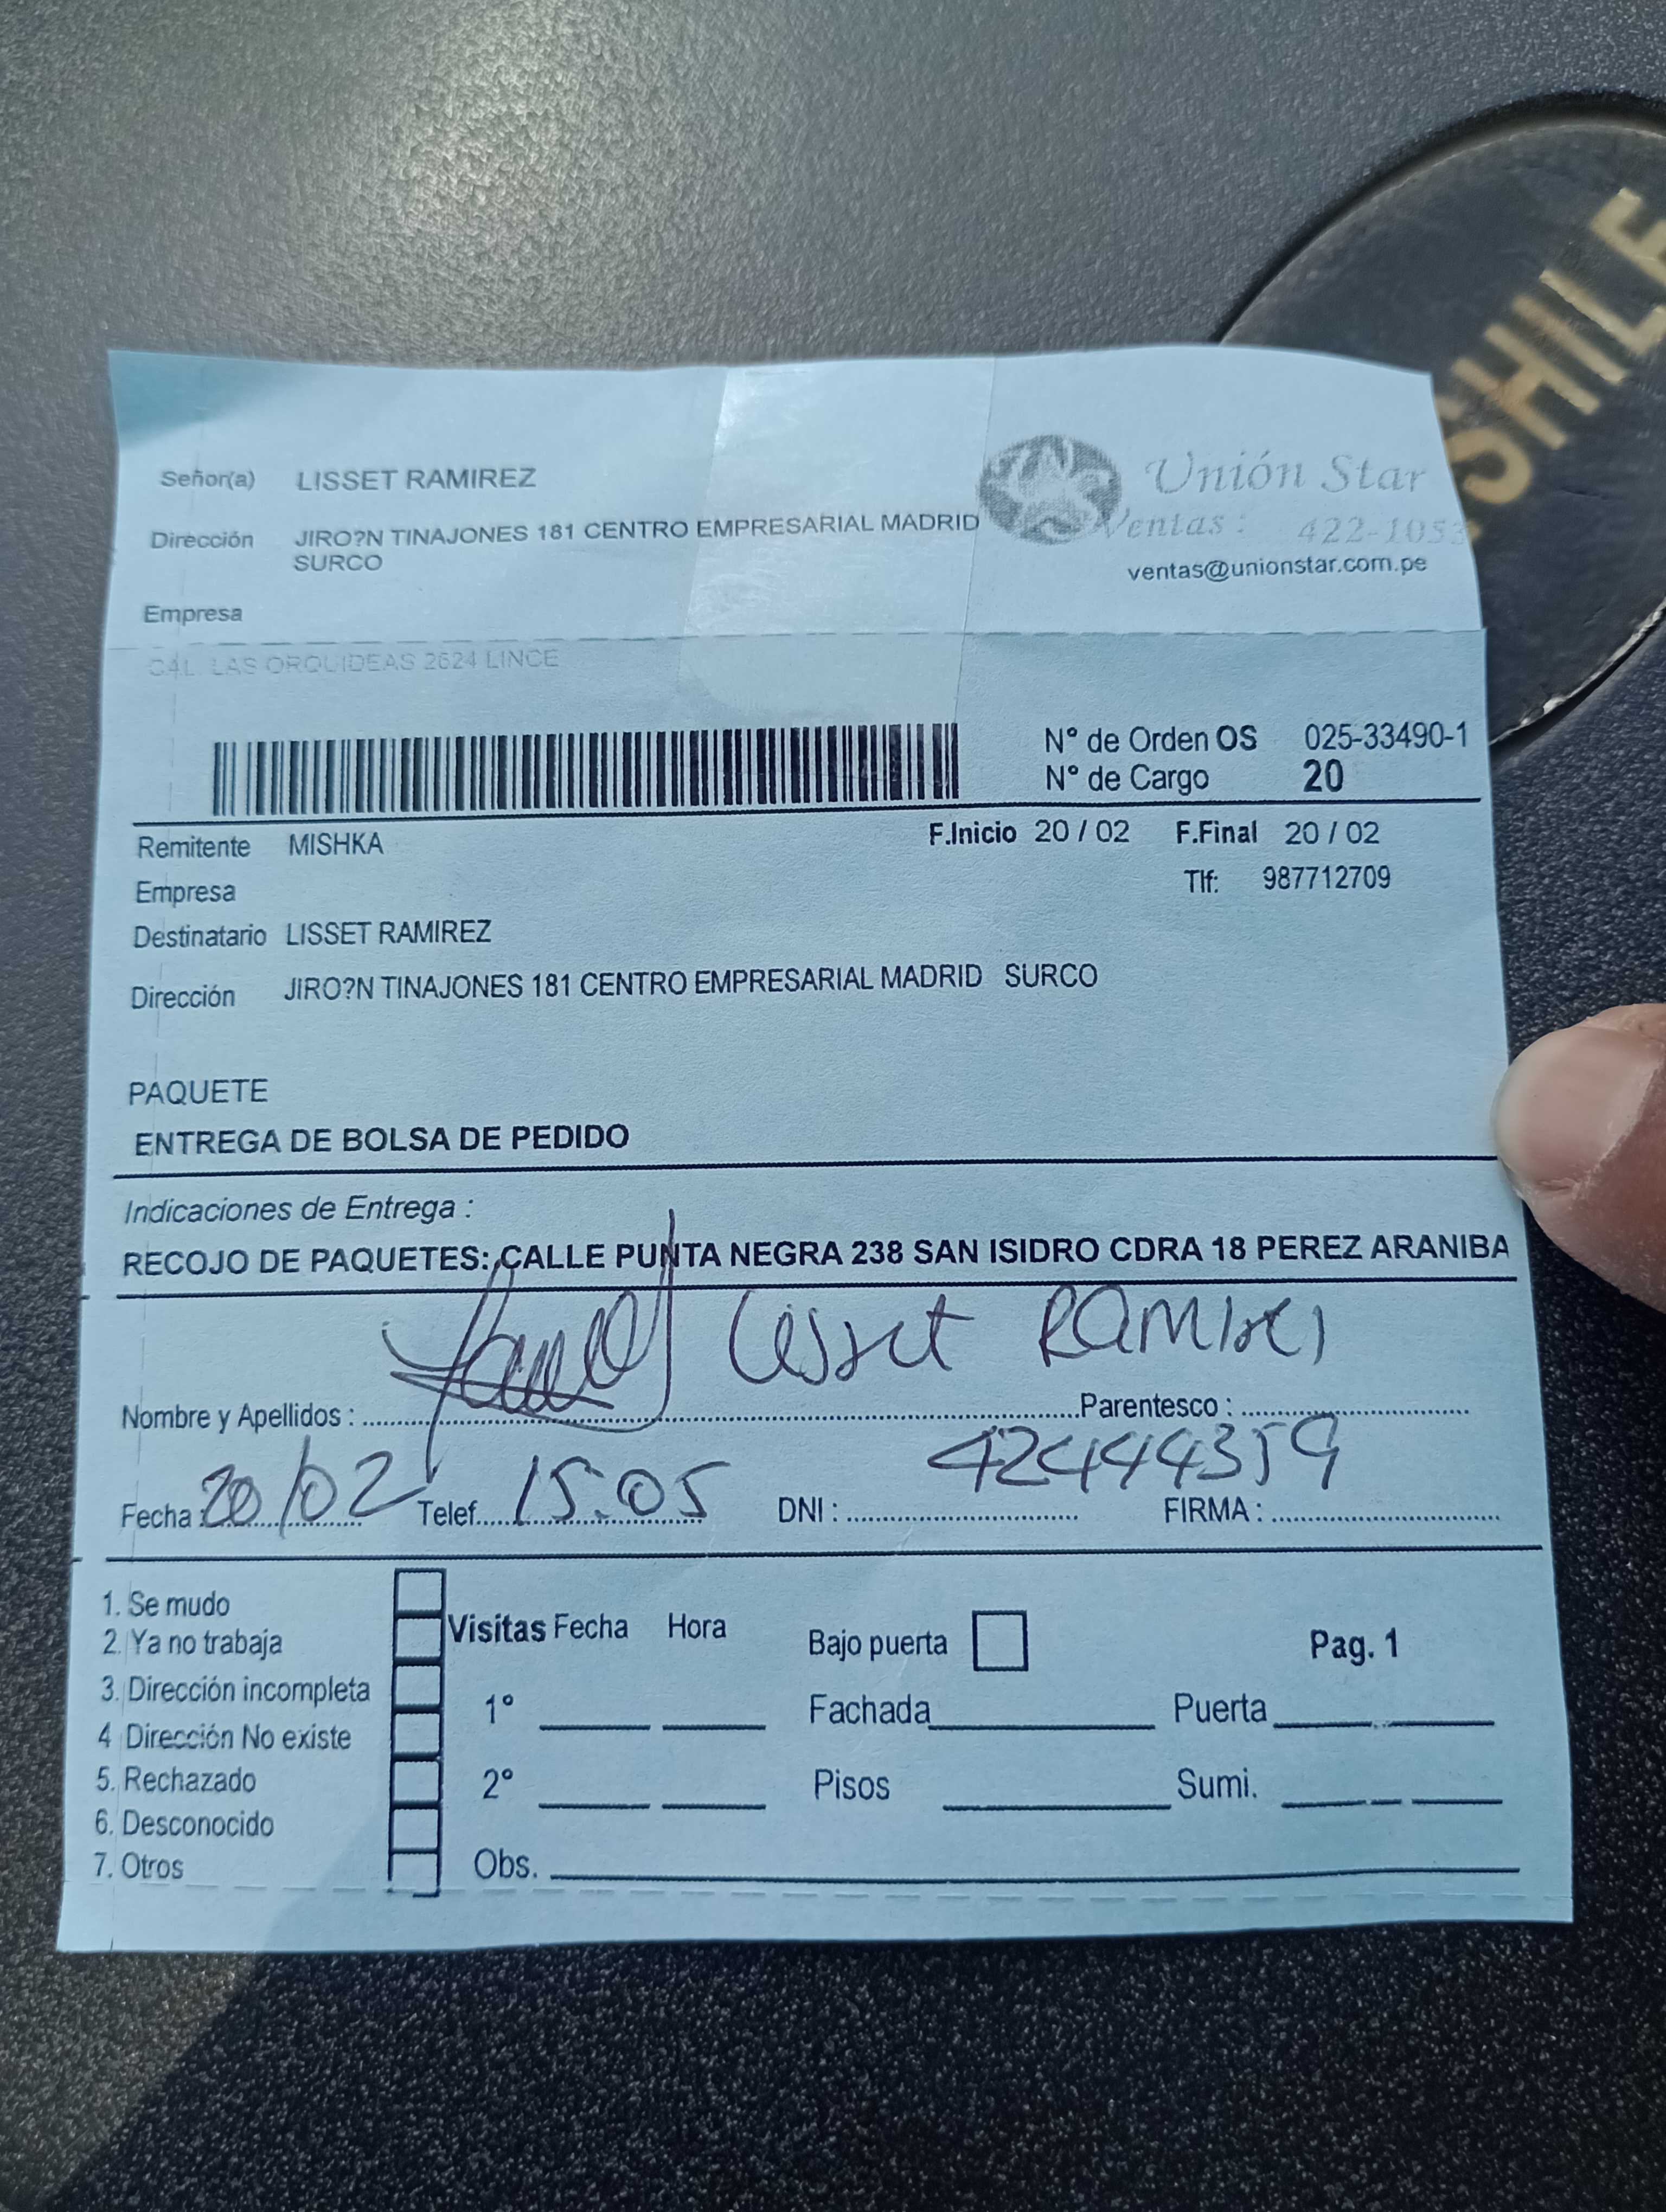 Señor(a) LISSET RAMIREZ
Unión Star
Dirección JIRO?N TINAJONES 181 CENTRO EMPRESARIAL MADRID
SURCO
Ventas : 422-1053
ventas@unionstar.com.pe
Empresa
CAL. LAS ORQUIDEAS 2624 LINCE
N° de Orden OS 025-33490-1
N° de Cargo 20
Remitente MISHKA F.Inicio 20 / 02 F.Final 20 / 02
Empresa Tlf: 987712709
Destinatario LISSET RAMIREZ
Dirección JIRO?N TINAJONES 181 CENTRO EMPRESARIAL MADRID SURCO
PAQUETE
ENTREGA DE BOLSA DE PEDIDO
Indicaciones de Entrega :
RECOJO DE PAQUETES: CALLE PUNTA NEGRA 238 SAN ISIDRO CDRA 18 PEREZ ARANIBA
Lisset Ramirez
Nombre y Apellidos : Parentesco :
42444359
Fecha 20/02 Telef. 15:05 DNI : FIRMA :
1. Se mudo
2. Ya no trabaja
3. Dirección incompleta
4 Dirección No existe
5. Rechazado
6. Desconocido
7. Otros
Visitas Fecha Hora
1°
2°
Obs.
Bajo puerta Pag. 1
Fachada Puerta
Pisos Sumi.